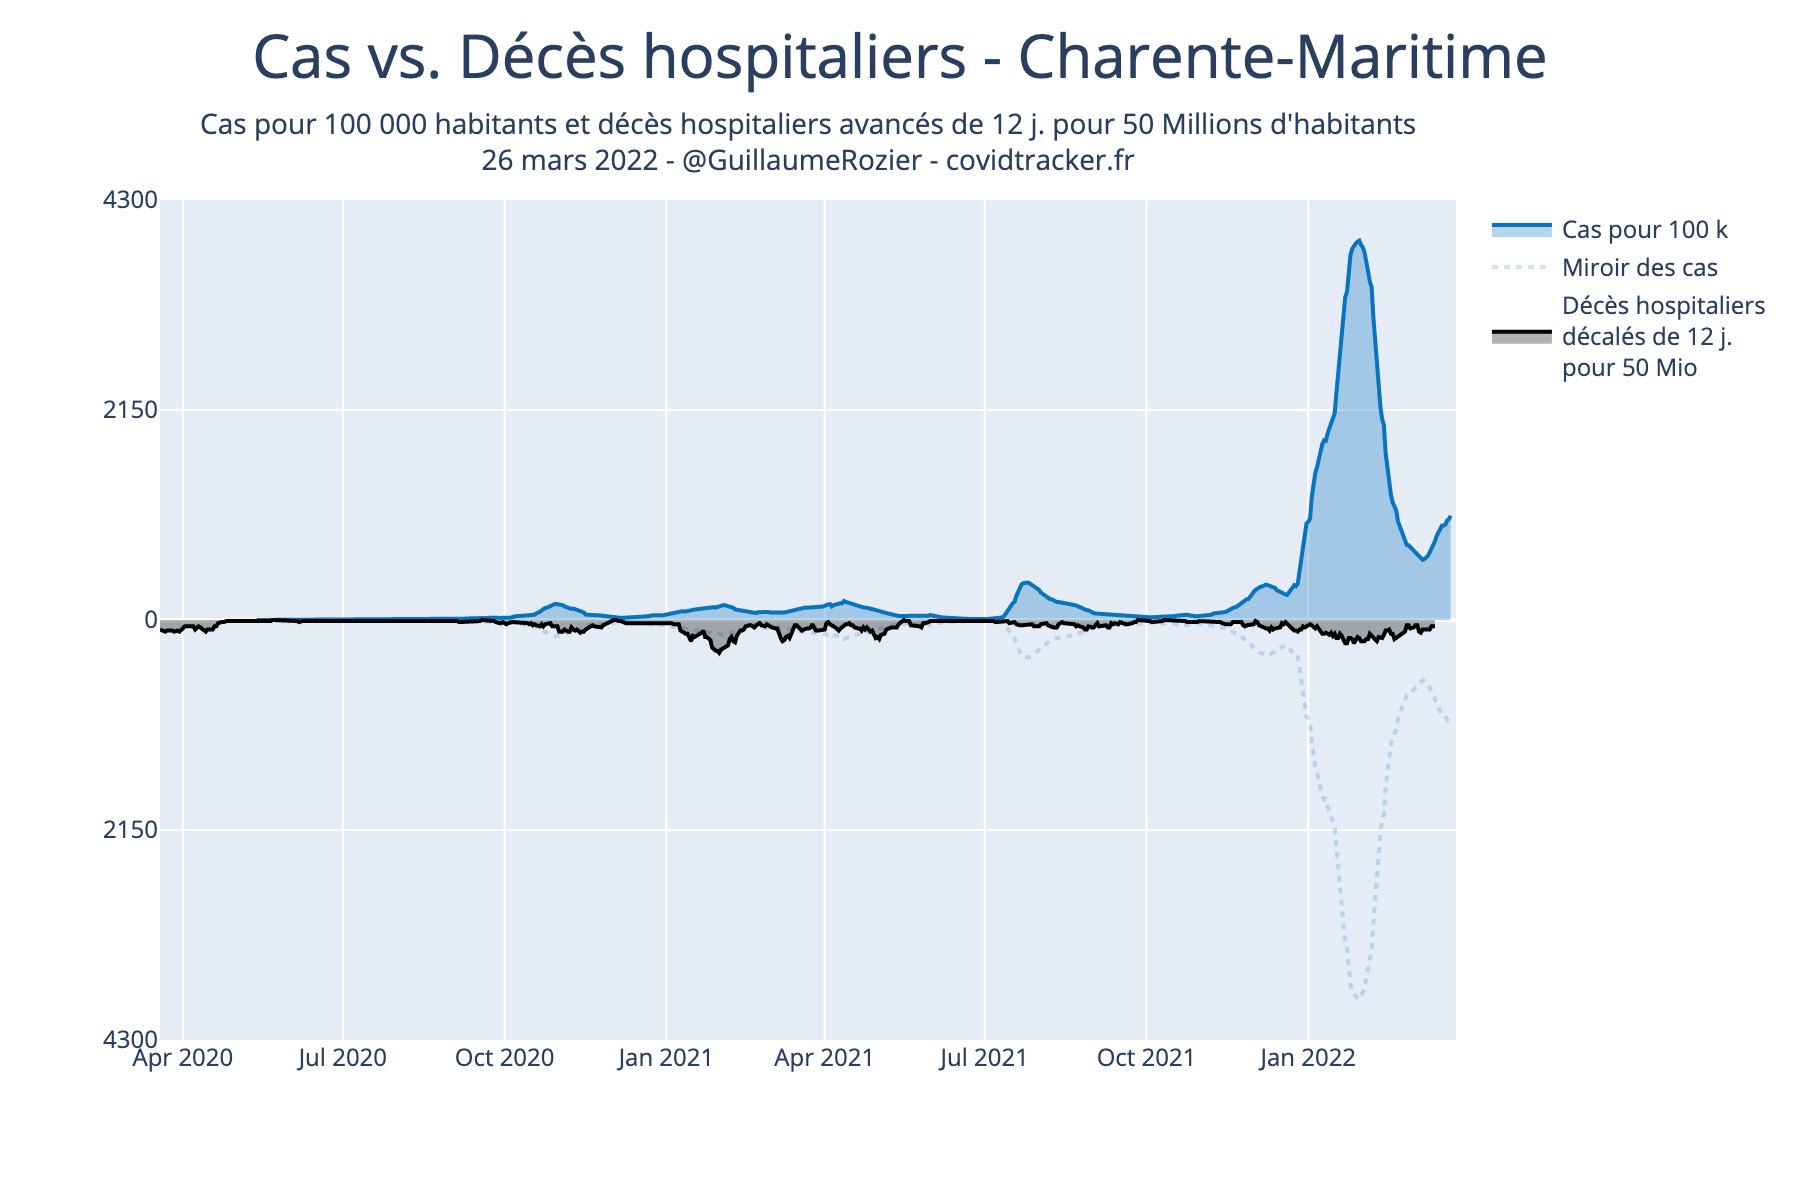 Cas vs. Décès hospitaliers - Charente-Maritime
Cas pour 100 000 habitants et décès hospitaliers avancés de 12 j. pour 50 Millions d'habitants
26 mars 2022 - @GuillaumeRozier - covidtracker.fr
4300
2150
0
2150
4300
Apr 2020
Jul 2020
Oct 2020
Jan 2021
Apr 2021
Jul 2021
Oct 2021
Jan 2022
Cas pour 100 k
Miroir des cas
Décès hospitaliers
décalés de 12 j.
pour 50 Mio